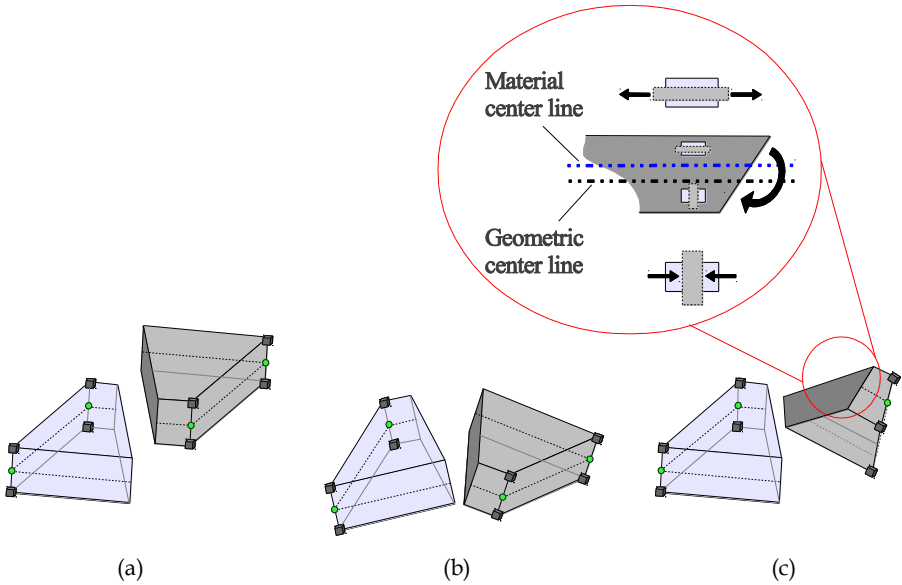 Material
center line
Geometric
center line
(a)
(b)
(c)